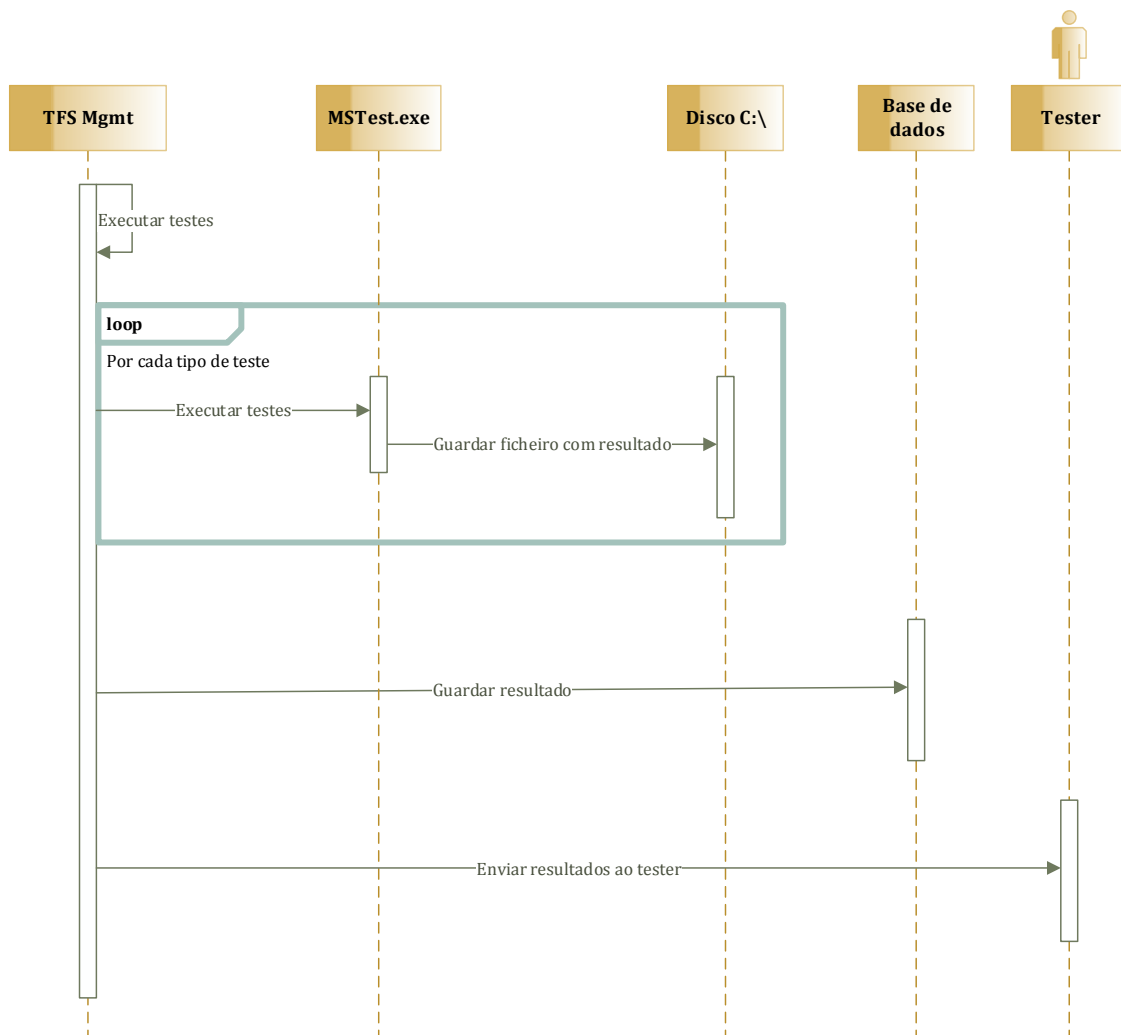 TFS Mgmt
MSTest.exe
Disco C:\
Base de
dados
Tester
Executar testes
loop
Por cada tipo de teste
Executar testes
Guardar ficheiro com resultado
Guardar resultado
Enviar resultados ao tester